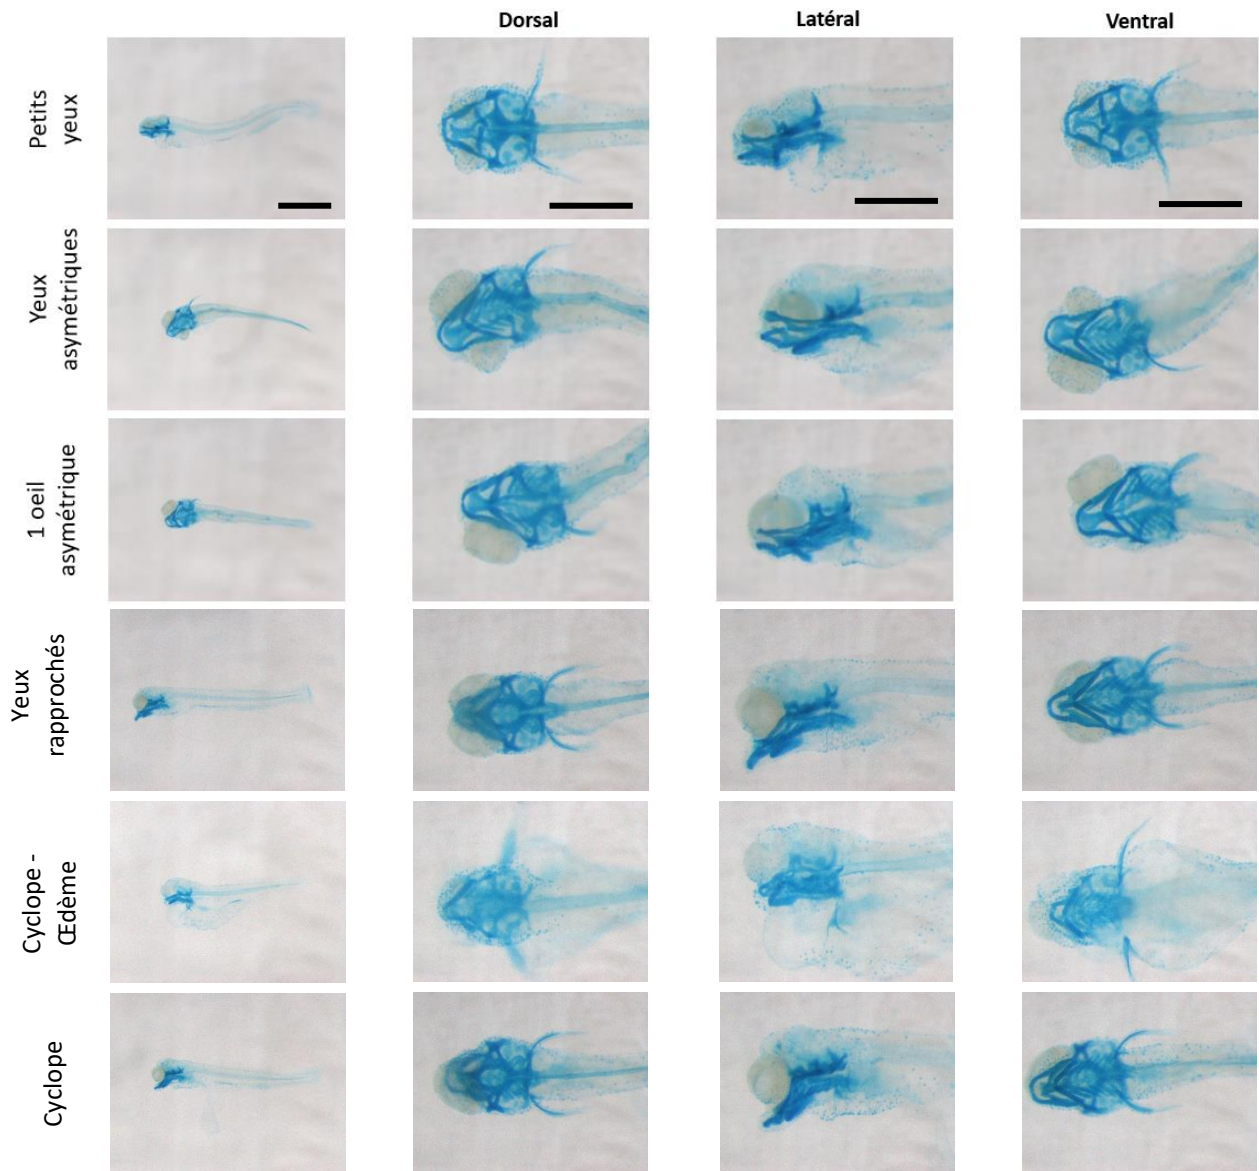 Dorsal
Latéral
Ventral
Petits
yeux
Yeux
asymétriques
1 oeil
asymétrique
Yeux
rapprochés
Cyclope -
Œdème
Cyclope